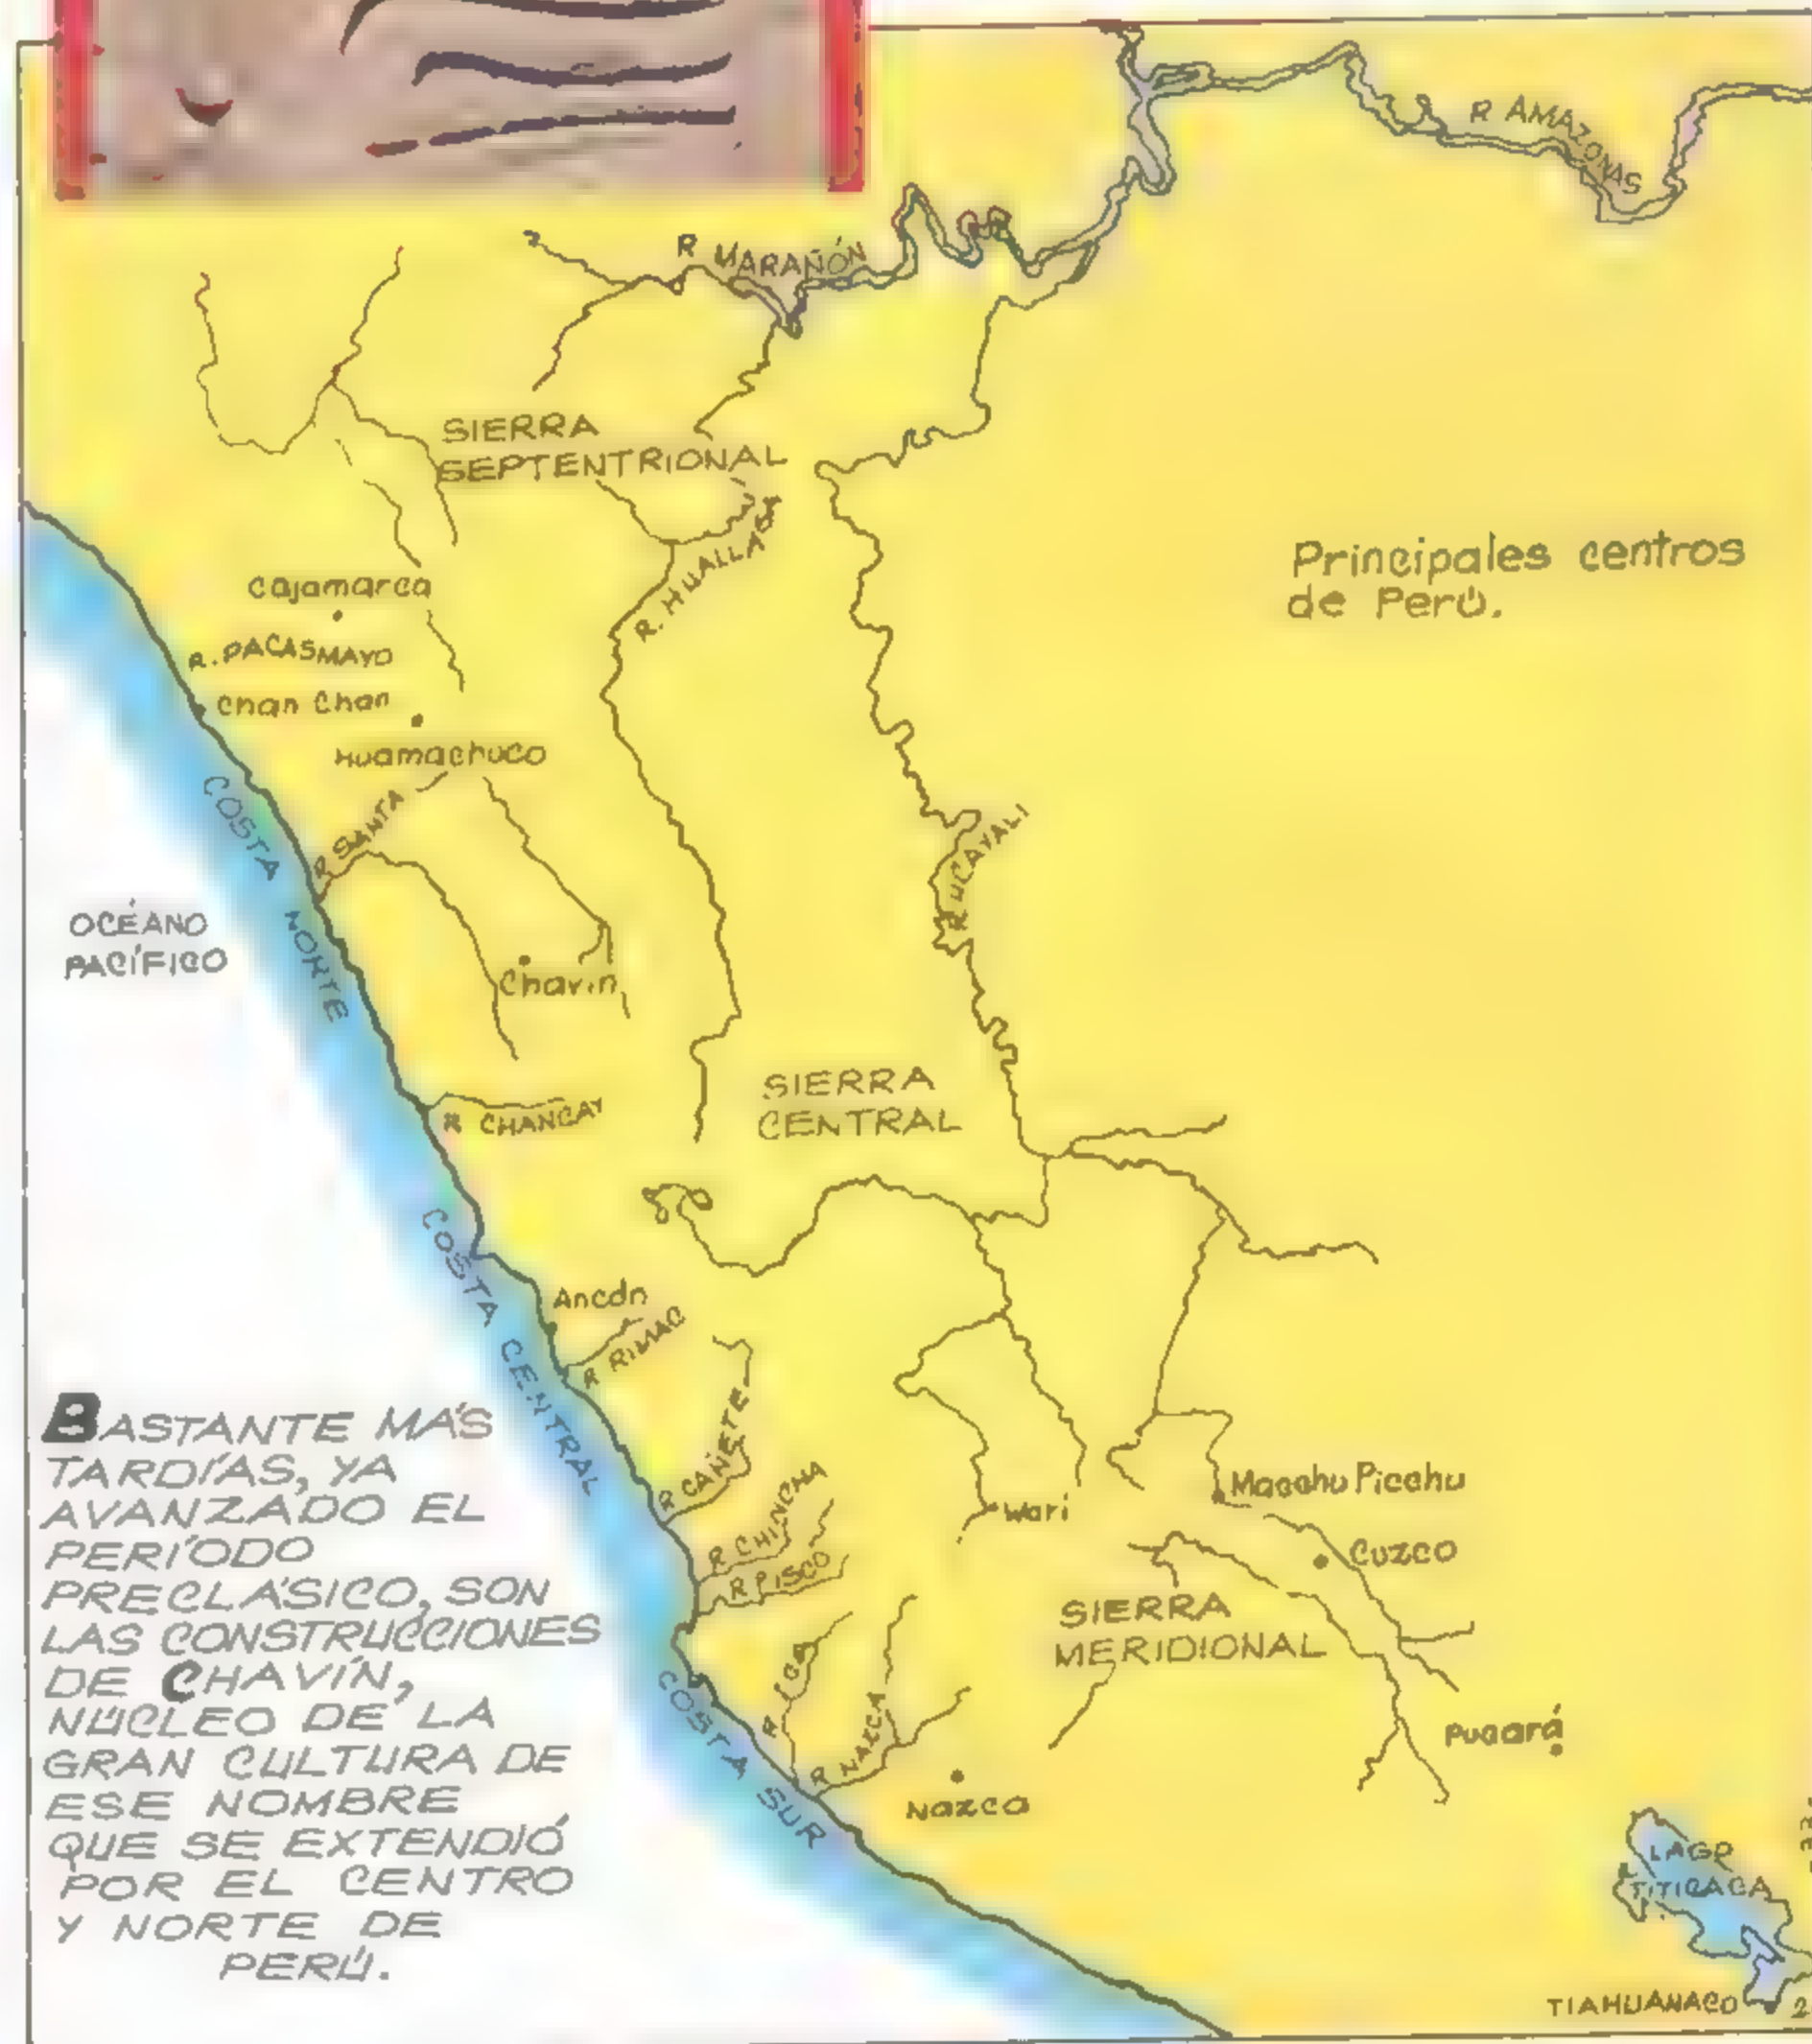 R AMAZONAS
R MARAÑÓN
SIERRA
SEPTENTRIONAL
R. HUALLAGA
Principales centros
de Perú.
Cajamarca
R. PACASMAYO
Chan Chan
Huamachuco
COSTA NORTE
R SANTA
R UCAYALI
OCÉANO
PACÍFICO
Chavin
SIERRA
CENTRAL
R CHANCAY
COSTA CENTRAL
Ancón
R RIMAC
R CAÑETE
R CHINCHA
R PISCO
Wari
Macchu Picchu
Cuzco
SIERRA
MERIDIONAL
R ICA
R NAZCA
COSTA SUR
Nazca
LAGO
TITICACA
TIAHUANACO
BASTANTE MÁS
TARDÍAS, YA
AVANZADO EL
PERÍODO
PRECLÁSICO, SON
LAS CONSTRUCCIONES
DE CHAVÍN,
NÚCLEO DE LA
GRAN CULTURA DE
ESE NOMBRE
QUE SE EXTENDIÓ
POR EL CENTRO
Y NORTE DE
PERÚ.